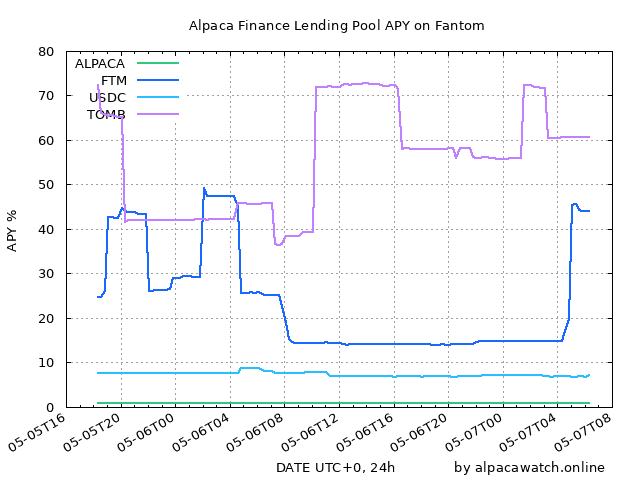 Alpaca Finance Lending Pool APY on Fantom
80
70
60
50
40
30
20
10
0
APY %
ALPACA
FTM
USDC
TOMB
05-05T16
05-05T20
05-06T00
05-06T04
05-06T08
05-06T12
05-06T16
05-06T20
05-07T00
05-07T04
05-07T08
DATE UTC+0, 24h
by alpacawatch.online